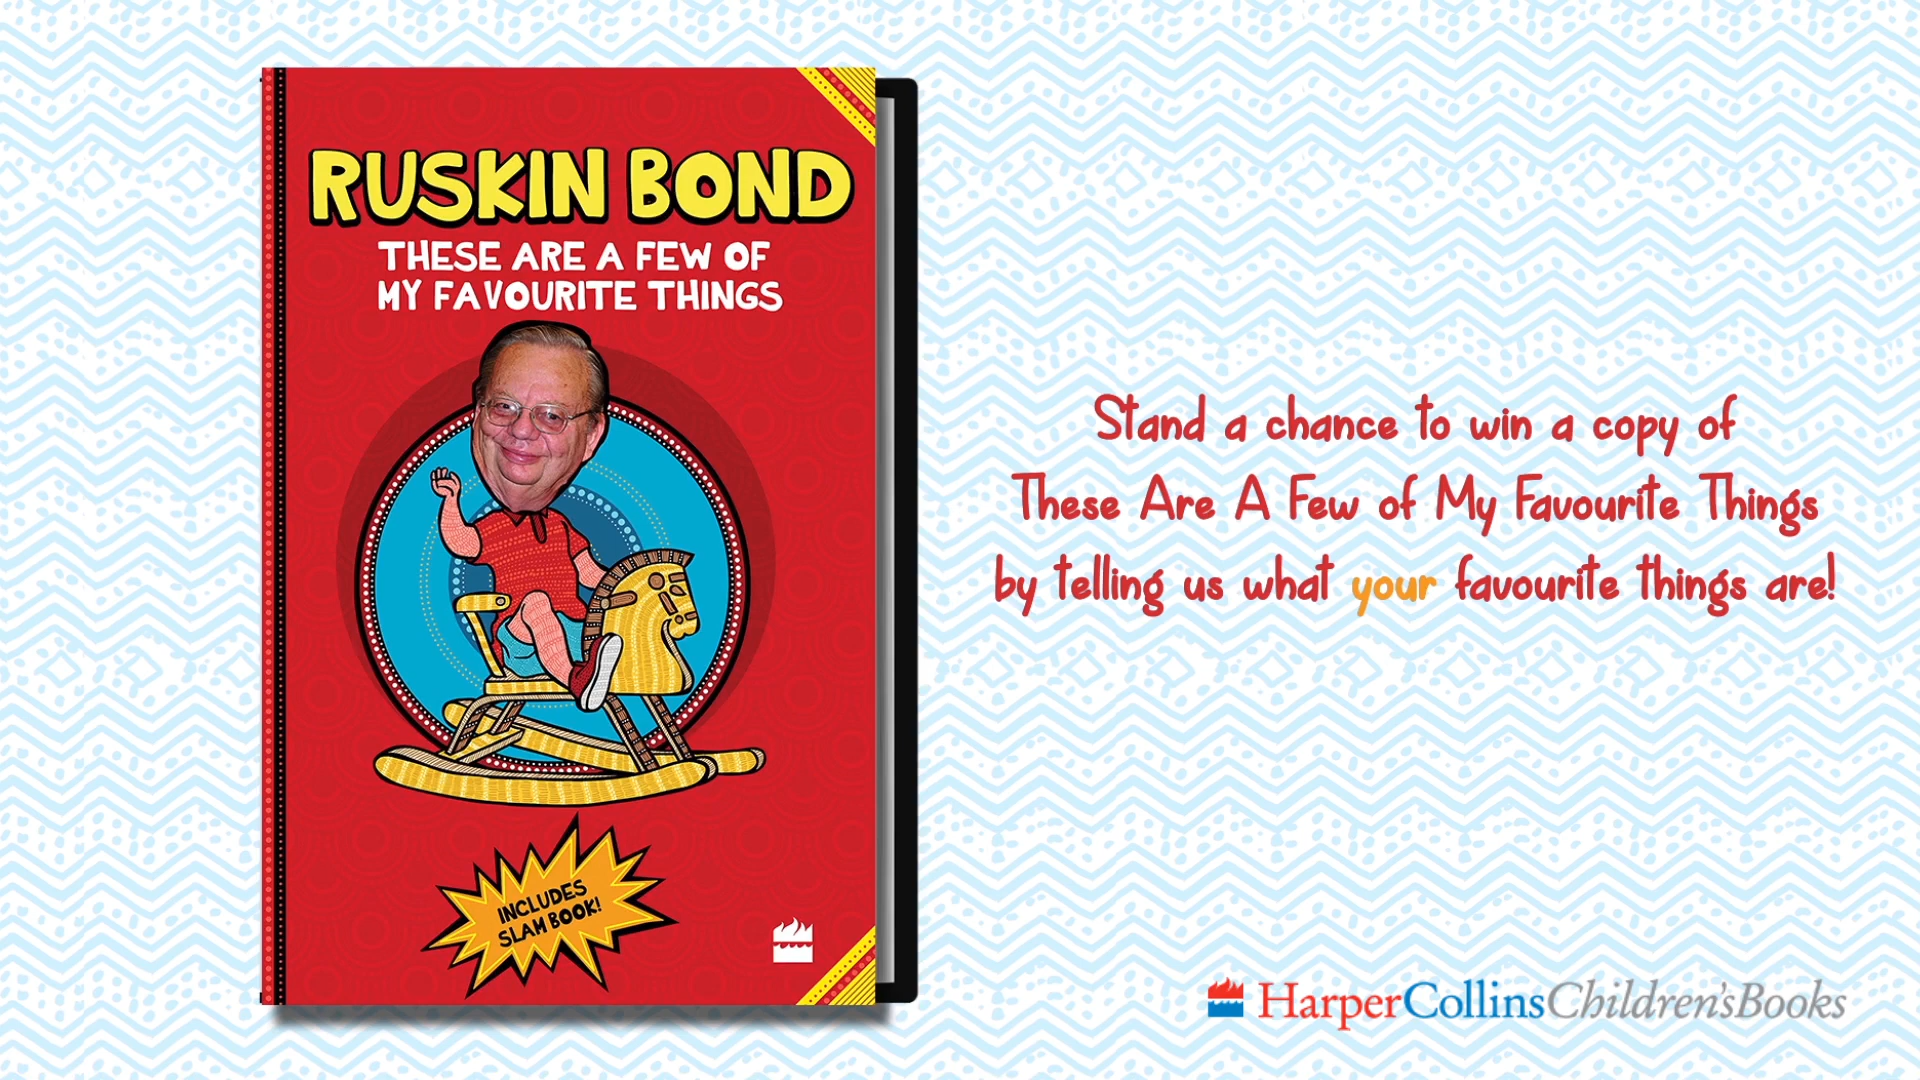 RUSKIN BOND
THESE ARE A FEW OF
MY FAVOURITE THINGS
INCLUDES
SLAM BOOK!
Stand a chance to win a copy of
These Are A Few of My Favourite Things
by telling us what your favourite things are!
HarperCollinsChildren'sBooks